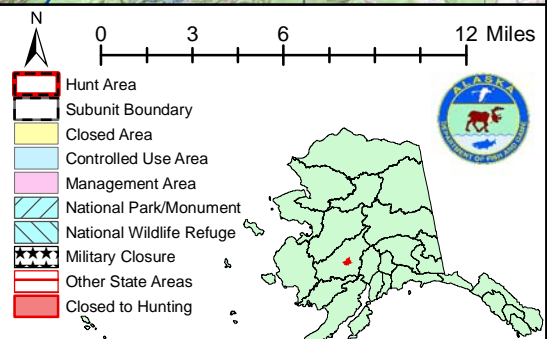 N
0 3 6 12 Miles
Hunt Area
Subunit Boundary
Closed Area
Controlled Use Area
Management Area
National Park/Monument
National Wildlife Refuge
Military Closure
Other State Areas
Closed to Hunting
ALASKA
DEPARTMENT OF FISH AND GAME